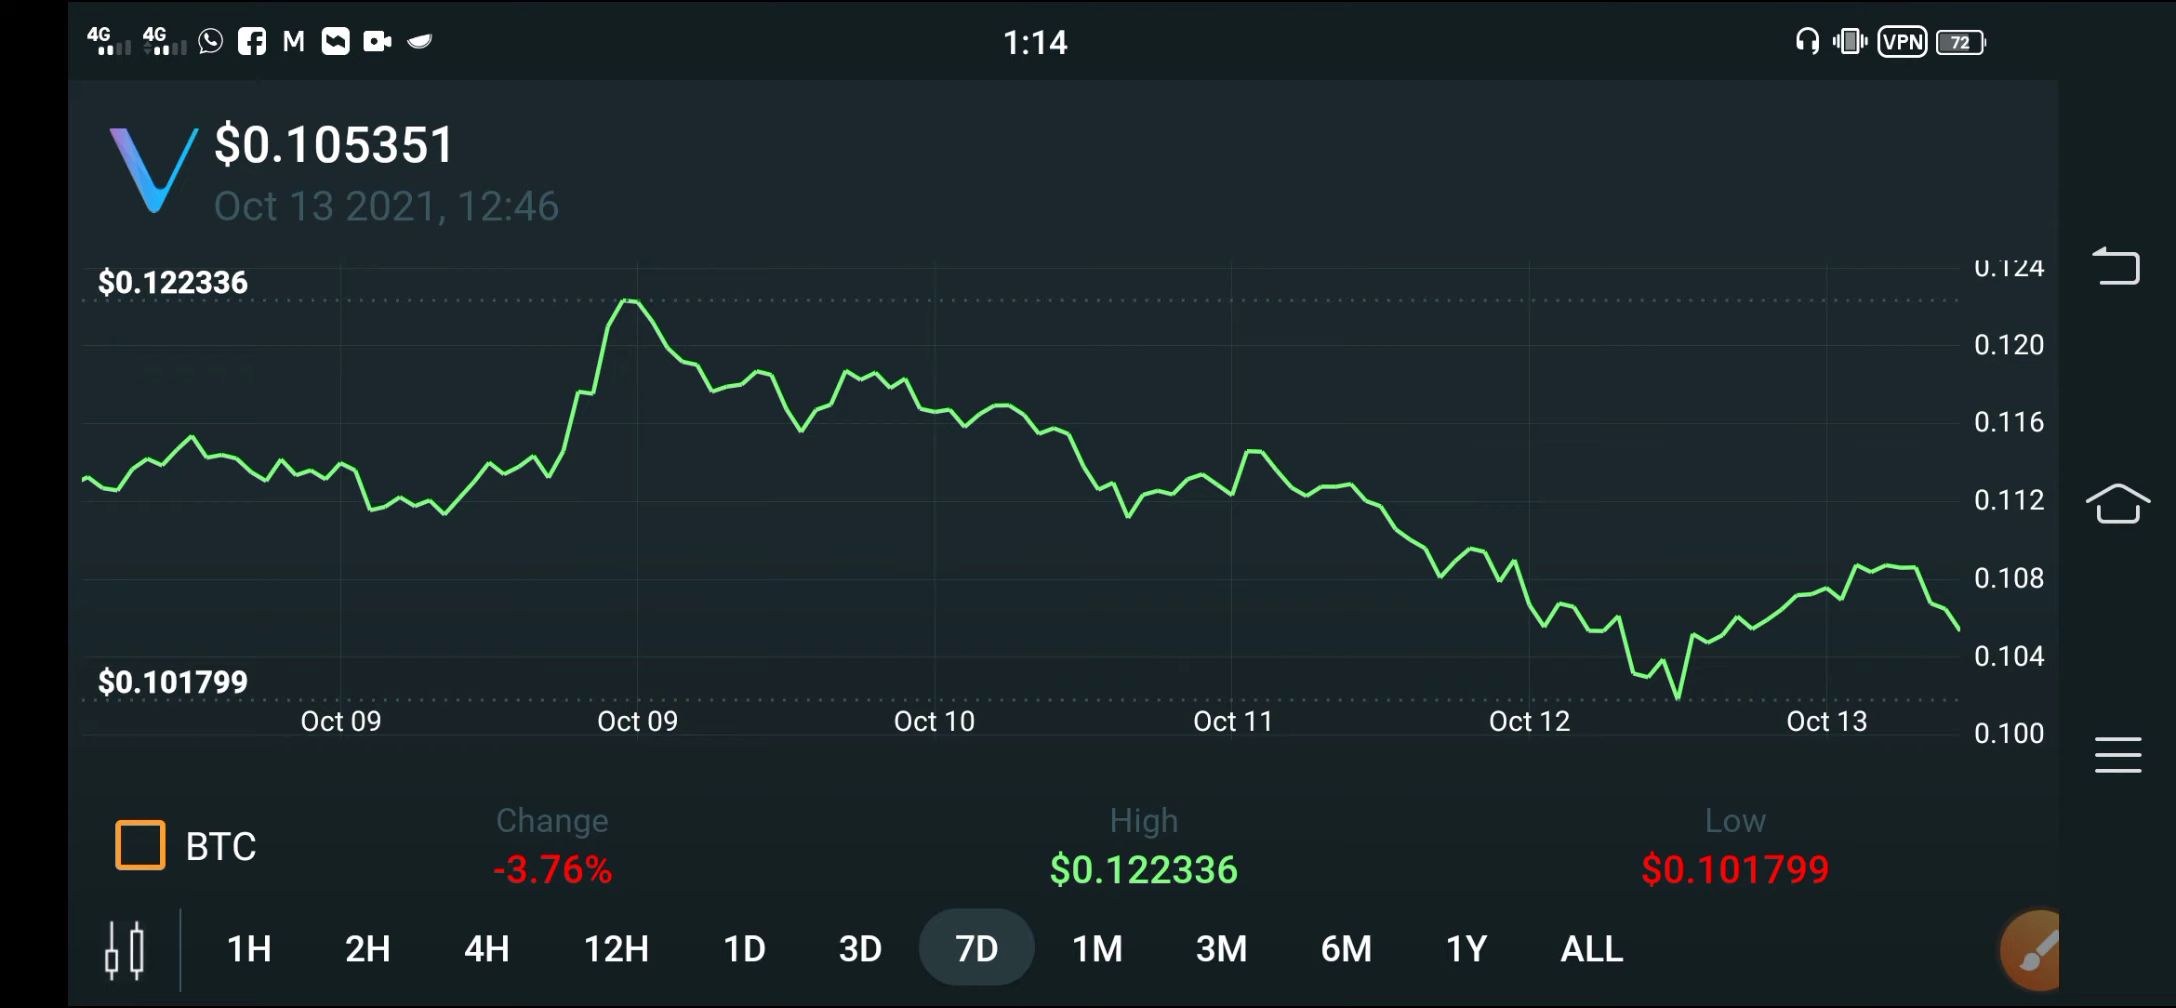 4G 4G M 1:14 VPN 72
$0.105351
Oct 13 2021, 12:46
$0.122336
0.124
0.120
0.116
0.112
0.108
0.104
$0.101799
Oct 09 Oct 09 Oct 10 Oct 11 Oct 12 Oct 13
0.100
Change High Low
BTC -3.76% $0.122336 $0.101799
1H 2H 4H 12H 1D 3D 7D 1M 3M 6M 1Y ALL